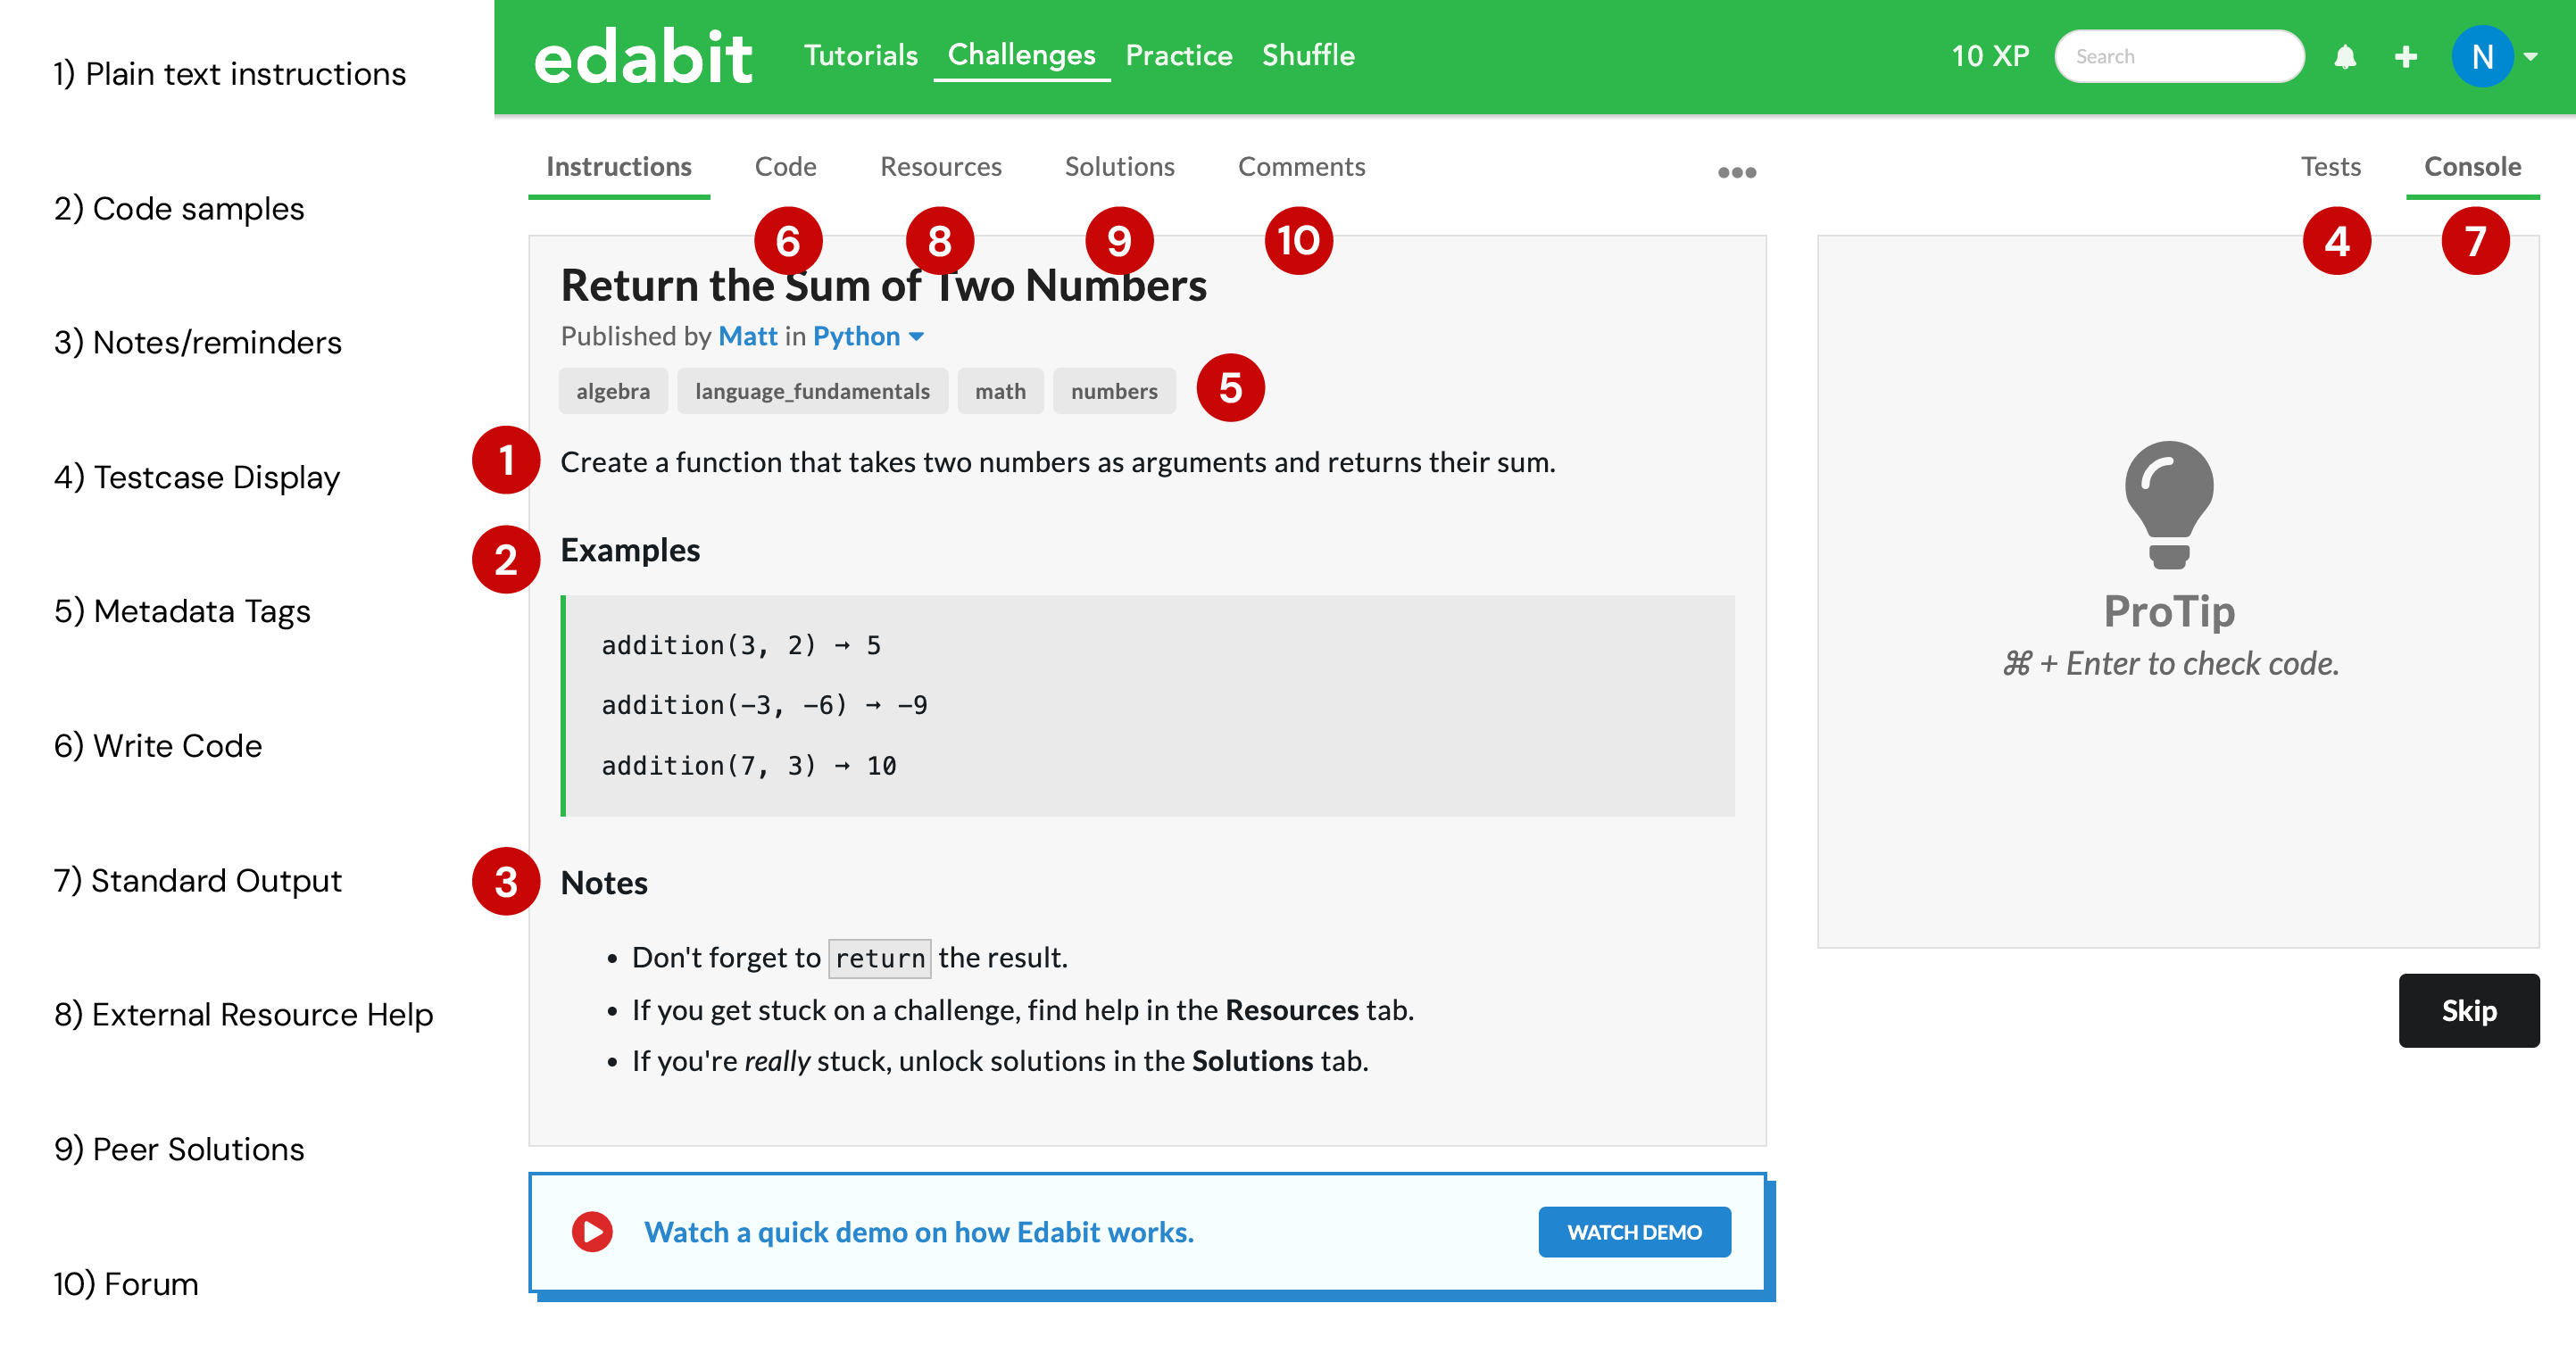 1) Plain text instructions
2) Code samples
3) Notes/reminders
4) Testcase Display
5) Metadata Tags
6) Write Code
7) Standard Output
8) External Resource Help
9) Peer Solutions
10) Forum
edabit Tutorials Challenges Practice Shuffle 10 XP Search N
Instructions Code Resources Solutions Comments
6 8 9 10
Return the Sum of Two Numbers
Published by Matt in Python
algebra language_fundamentals math numbers 5
1 Create a function that takes two numbers as arguments and returns their sum.
2 Examples
addition(3, 2) → 5
addition(-3, -6) → -9
addition(7, 3) → 10
3 Notes
• Don't forget to return the result.
• If you get stuck on a challenge, find help in the Resources tab.
• If you're really stuck, unlock solutions in the Solutions tab.
Watch a quick demo on how Edabit works. WATCH DEMO
Tests Console
4 7
ProTip
⌘ + Enter to check code.
Skip